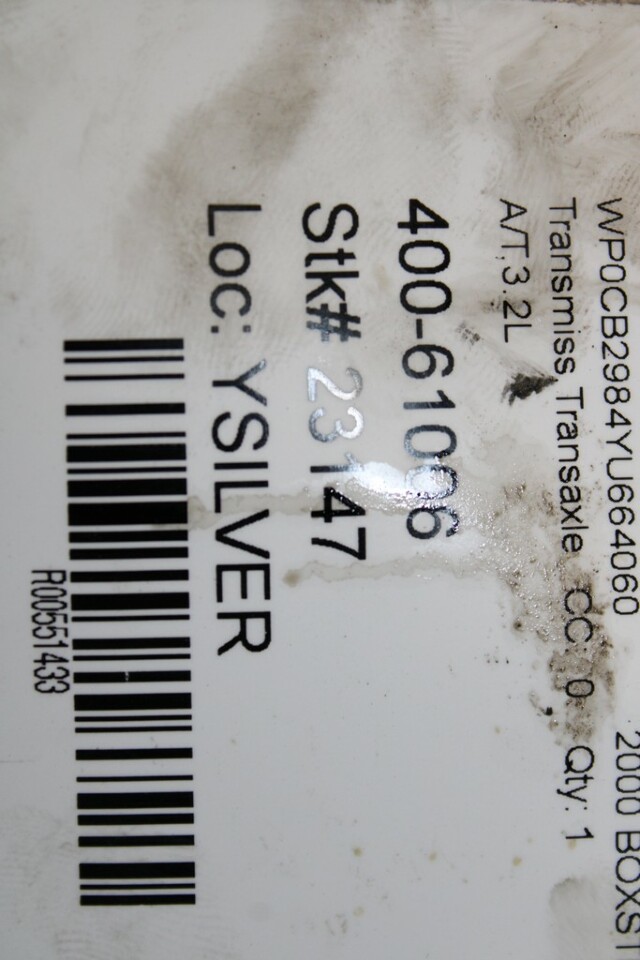 WP0CB2984YU664060 2000 BOXST
Transmiss Transaxle CC: 0 Qty: 1
A/T,3.2L
400-61006
Stk# 23147
Loc: YSILVER
R00551433